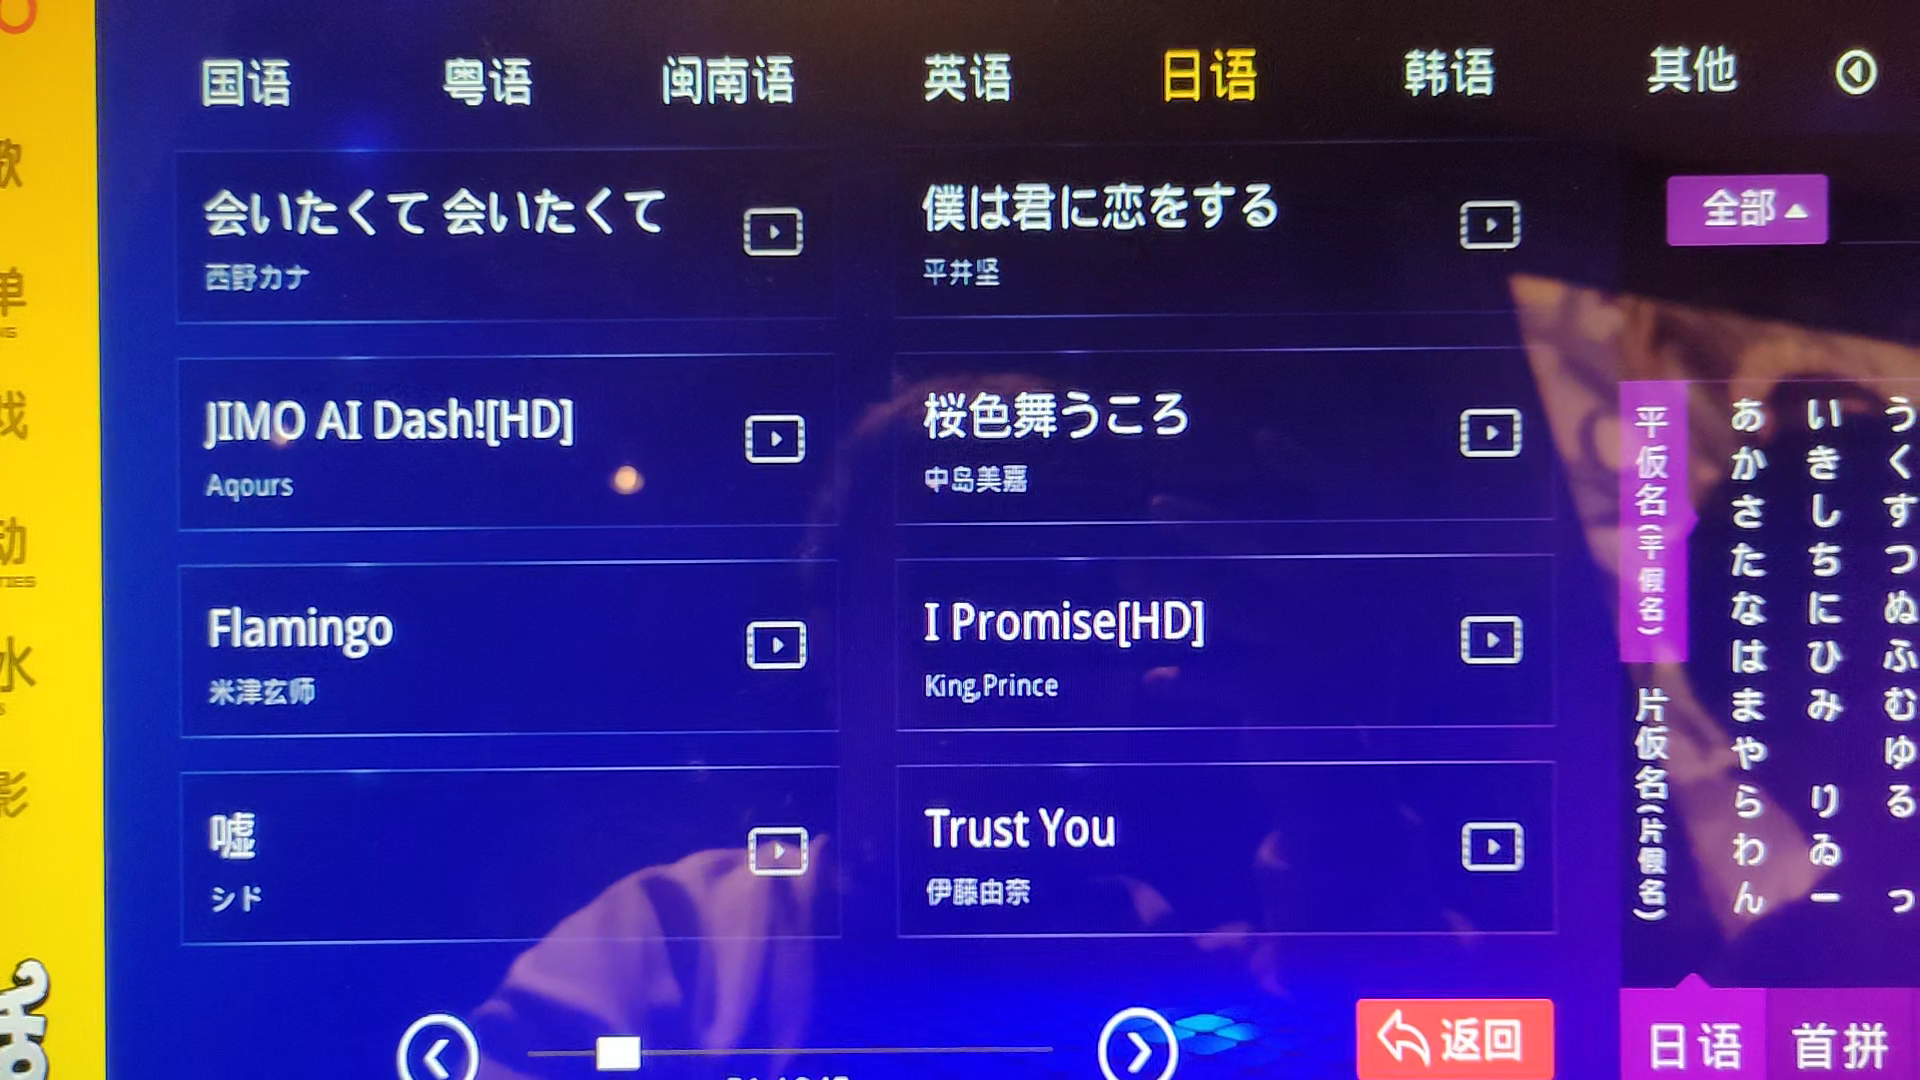 国语 粤语 闽南语 英语 日语 韩语 其他
会いたくて 会いたくて
西野カナ
僕は君に恋をする
平井坚
全部
JIMO AI Dash![HD]
Aqours
桜色舞うころ
中岛美嘉
Flamingo
米津玄师
I Promise[HD]
King,Prince
嘘
シド
Trust You
伊藤由奈
平仮名(平假名)
片仮名(片假名)
あ い う
か き く
さ し す
た ち つ
な に ぬ
は ひ ふ
ま み む
や ゆ
ら り る
わ ゐ
ん ー っ
返回
日语 首拼
歌
单
戏
动
水
影